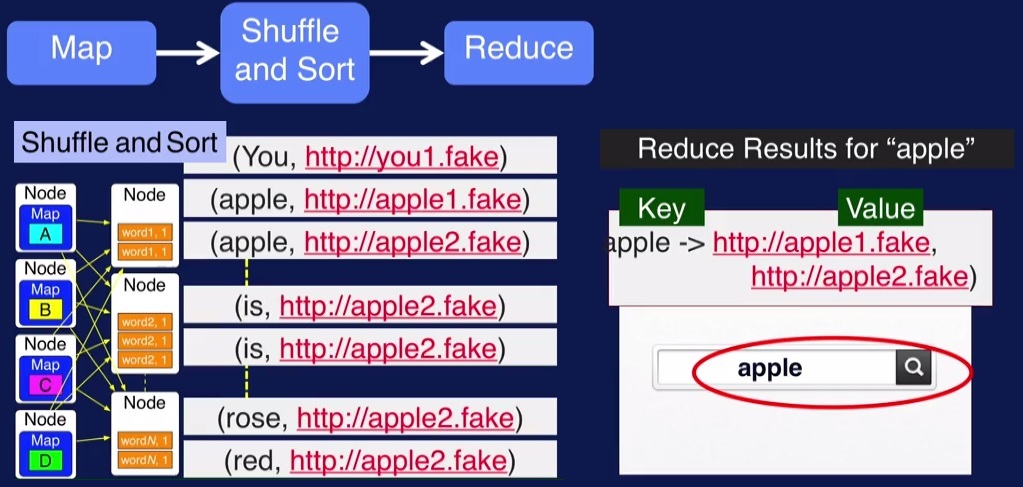 Map
Shuffle
and Sort
Reduce
Shuffle and Sort
Node
Map
A
Node
Map
B
Node
Map
C
Node
Map
D
Node
word1, 1
word1, 1
Node
word2, 1
word2, 1
word2, 1
Node
wordN, 1
wordN, 1
(You, http://you1.fake)
(apple, http://apple1.fake)
(apple, http://apple2.fake)
(is, http://apple2.fake)
(is, http://apple2.fake)
(rose, http://apple2.fake)
(red, http://apple2.fake)
Reduce Results for “apple”
Key Value
apple -> http://apple1.fake,
http://apple2.fake)
apple